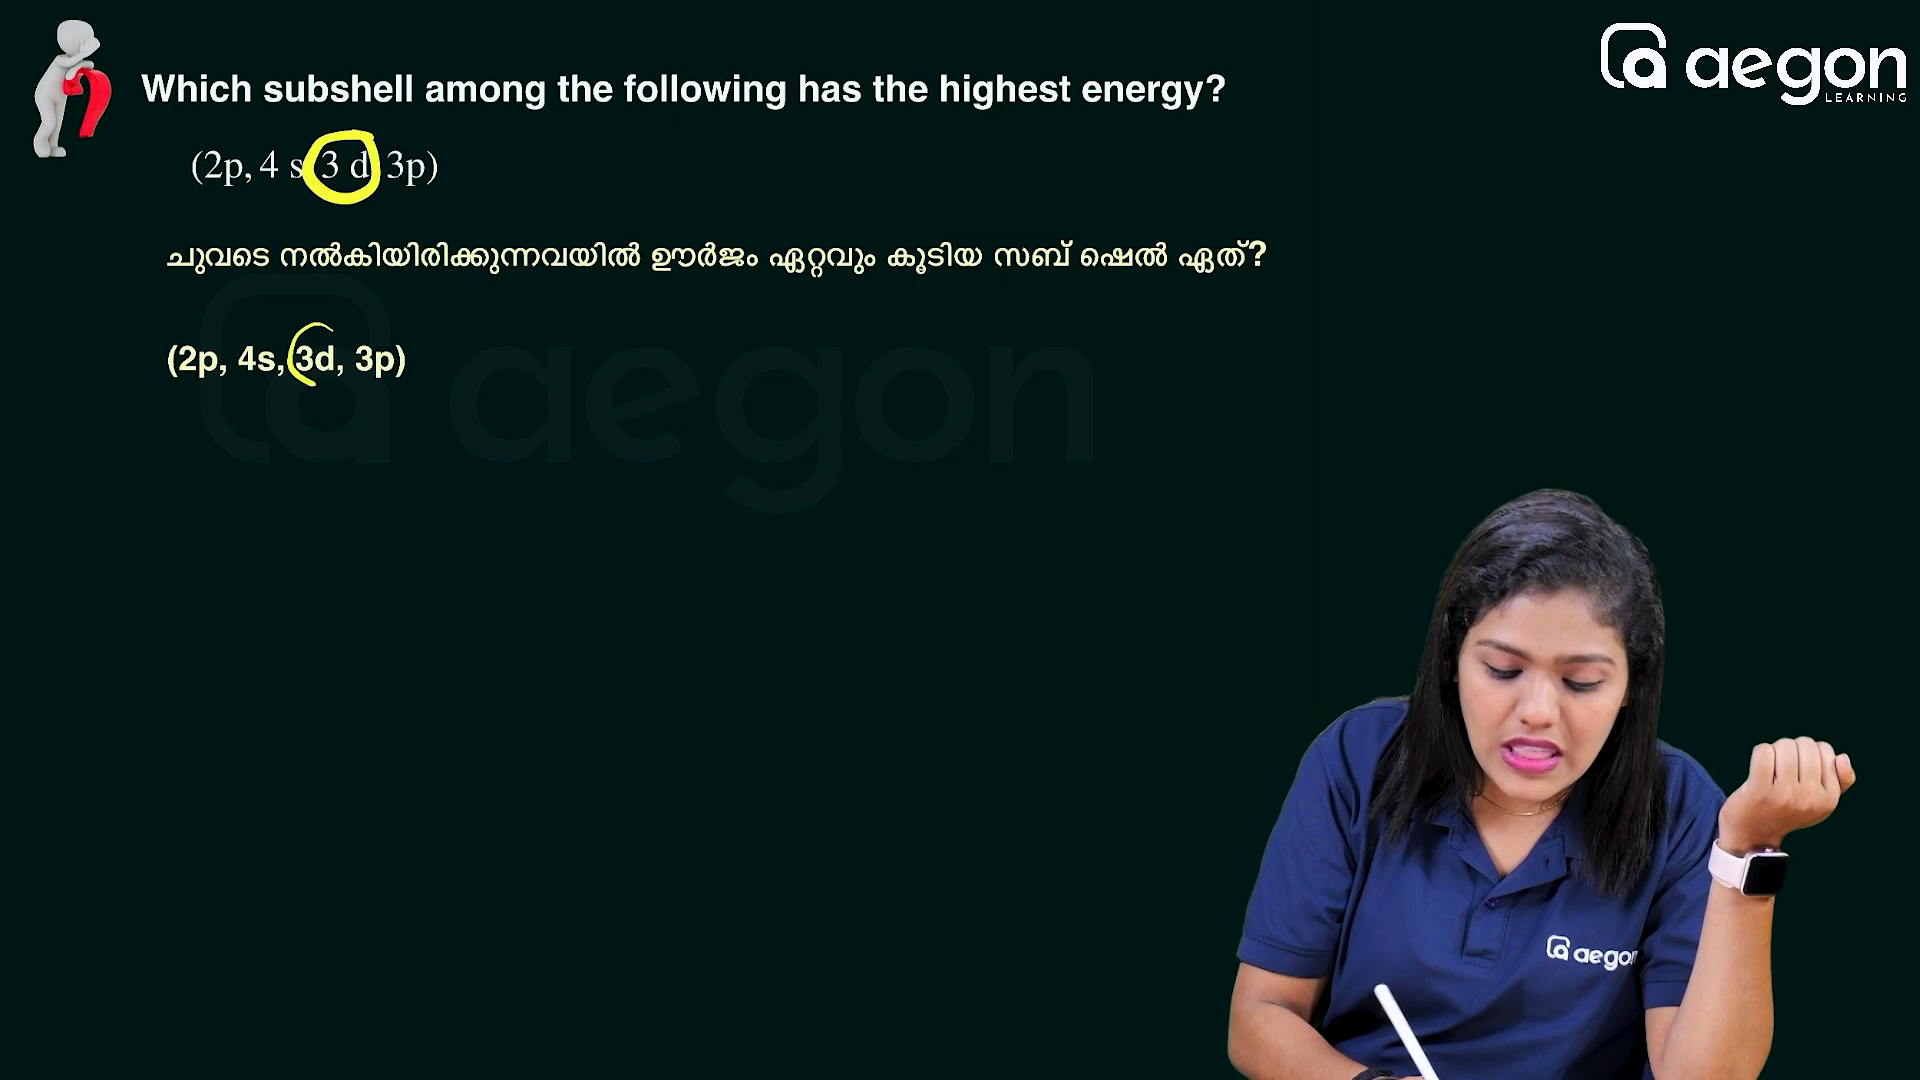 aegon
LEARNING
Which subshell among the following has the highest energy?
(2p, 4 s, 3 d, 3p)
ചുവടെ നൽകിയിരിക്കുന്നവയിൽ ഊർജം ഏറ്റവും കൂടിയ സബ് ഷെൽ ഏത്?
(2p, 4s, 3d, 3p)
aegon
aegon